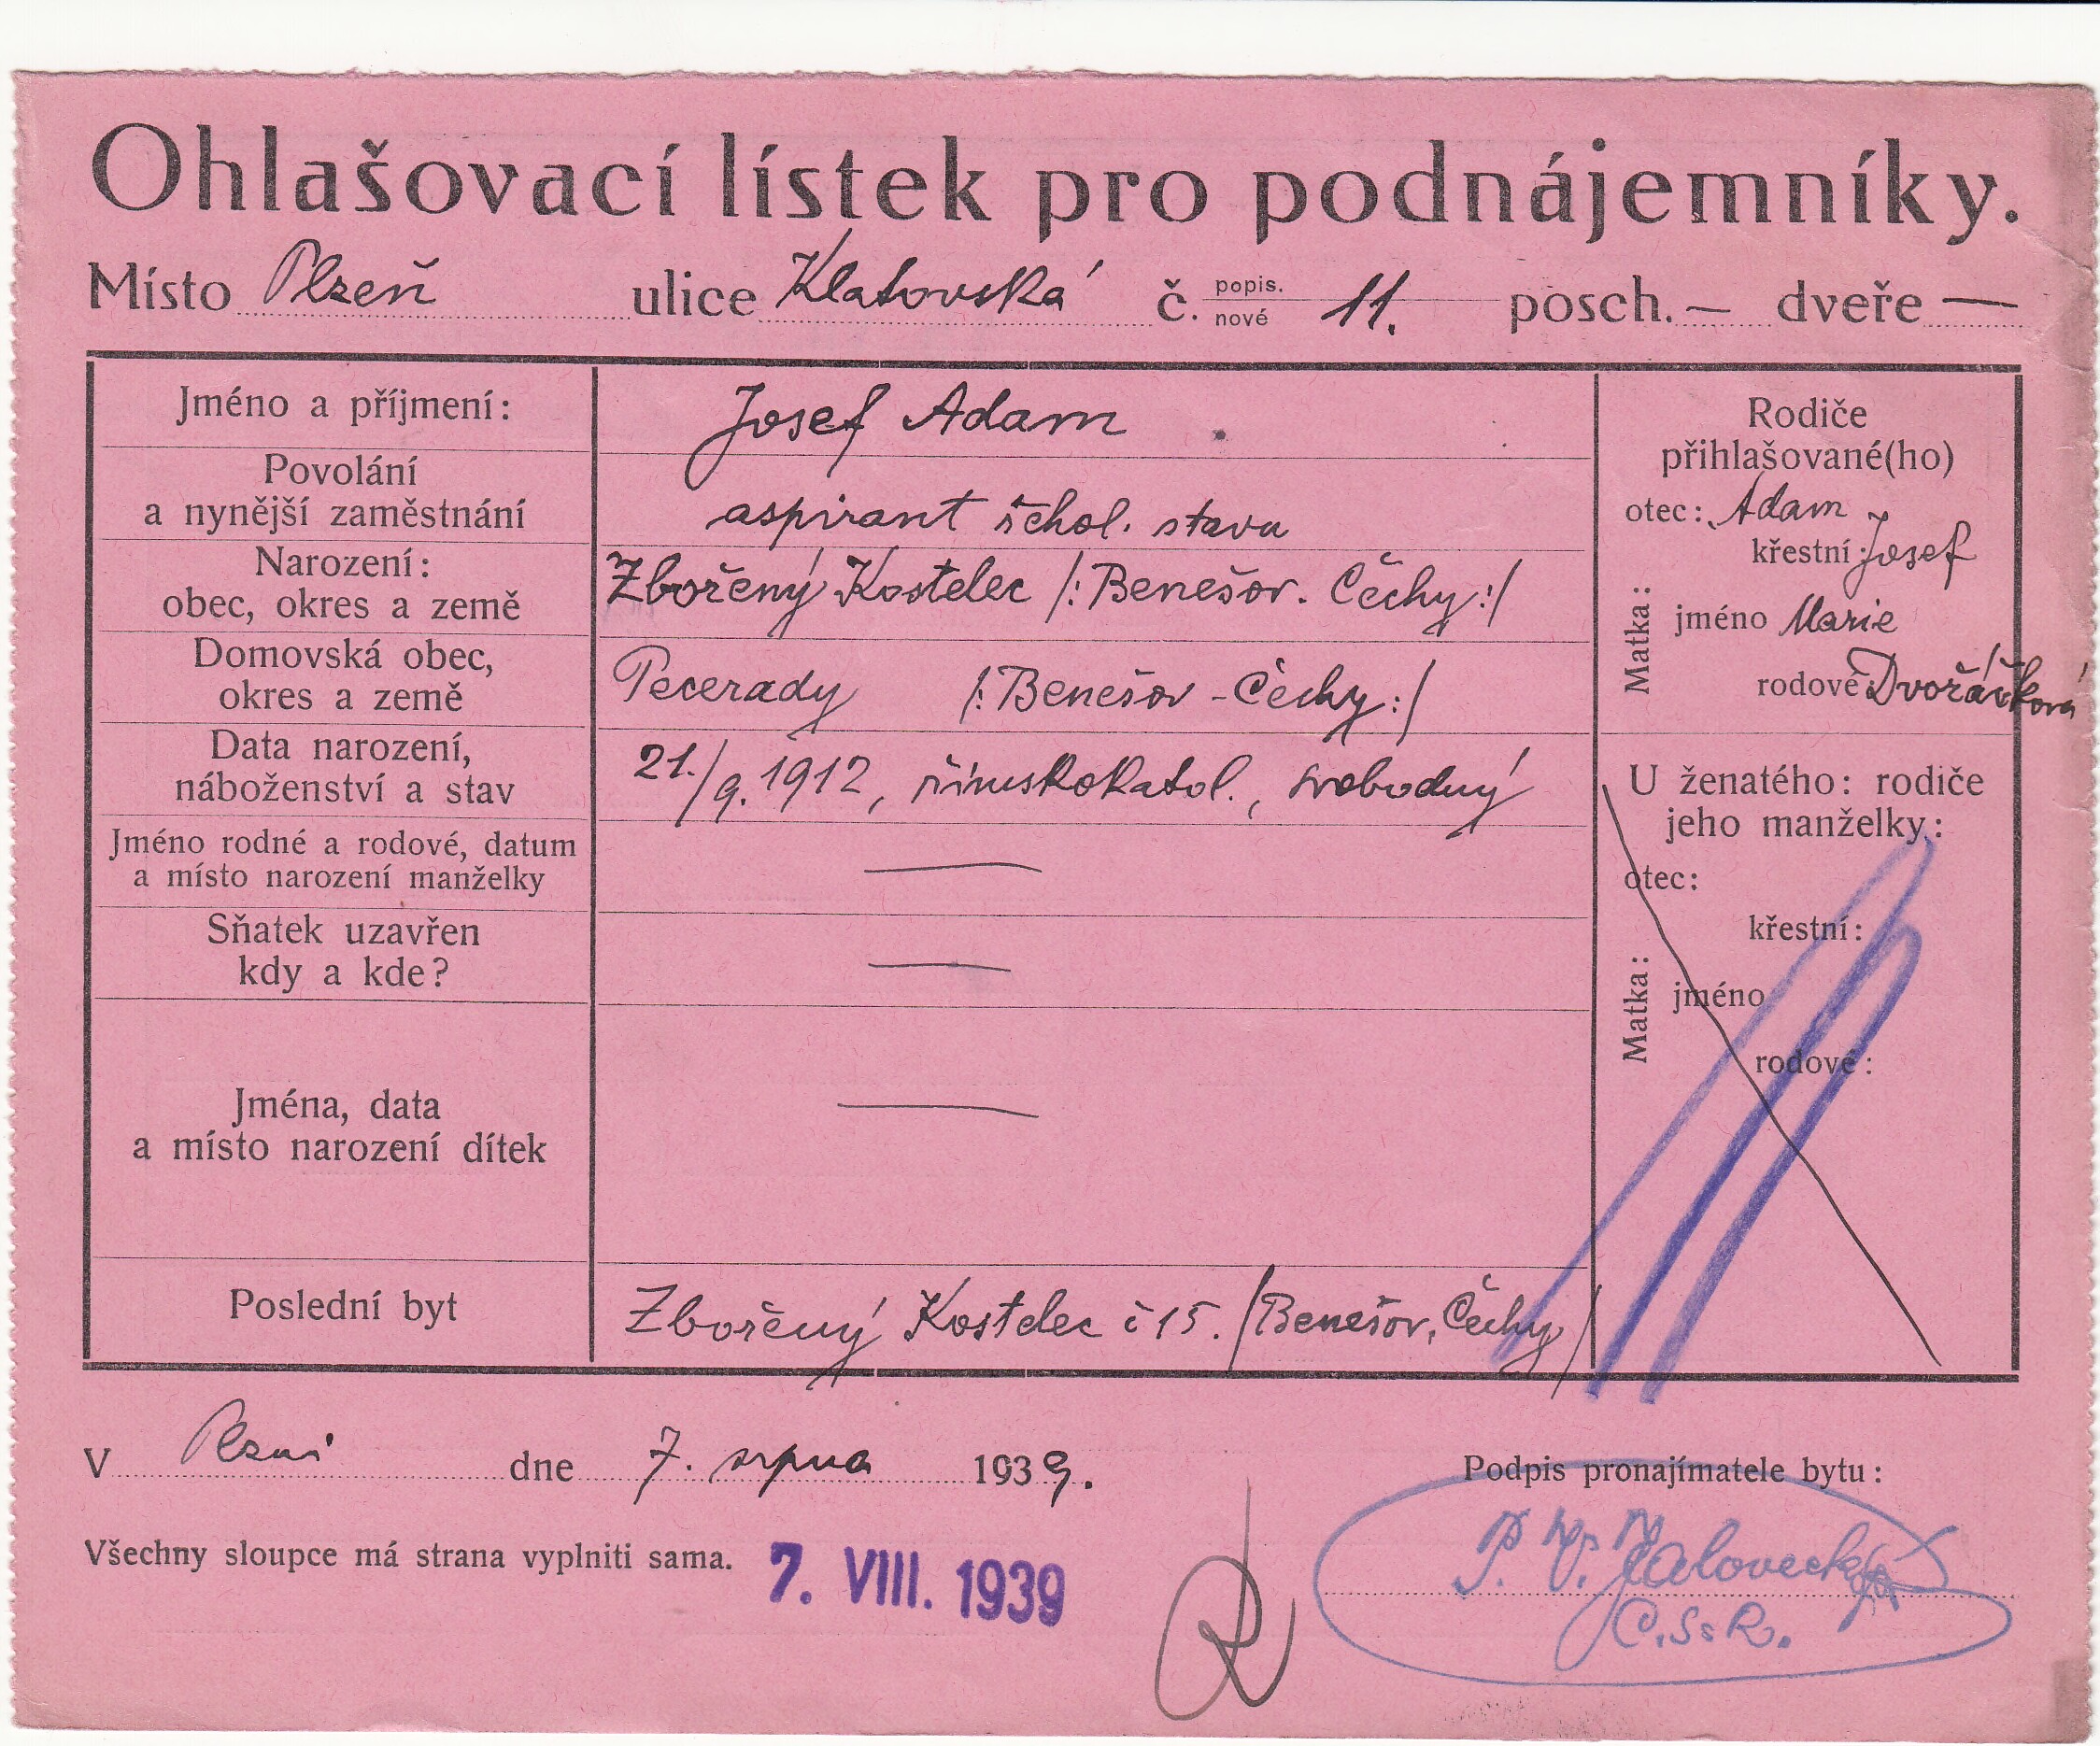 Ohlašovací lístek pro podnájemníky.
Místo Plzeň ulice Klatovská č. popis. nové 11. posch. — dveře —
Jméno a příjmení: Josef Adam
Povolání
a nynější zaměstnání
aspirant řehol. stavu
Narození:
obec, okres a země
Zbořený Kostelec /: Benešov. Čechy :/
Domovská obec,
okres a země
Pecerady /: Benešov - Čechy :/
Data narození,
náboženství a stav
21./9. 1912, římskokatol., svobodný
Jméno rodné a rodové, datum
a místo narození manželky
—
Sňatek uzavřen
kdy a kde?
—
Jména, data
a místo narození dítek
—
Poslední byt
Zbořený Kostelec č 15. /Benešov, Čechy/
Rodiče
přihlašované(ho)
otec: Adam
křestní: Josef
Matka:
jméno Marie
rodové Dvořáčková
U ženatého: rodiče
jeho manželky:
otec:
křestní:
Matka:
jméno
rodové:
V Plzni dne 7. srpna 1939.
Podpis pronajímatele bytu:
Všechny sloupce má strana vyplniti sama.
7. VIII. 1939
P. Jalovecký
C.Ss.R.